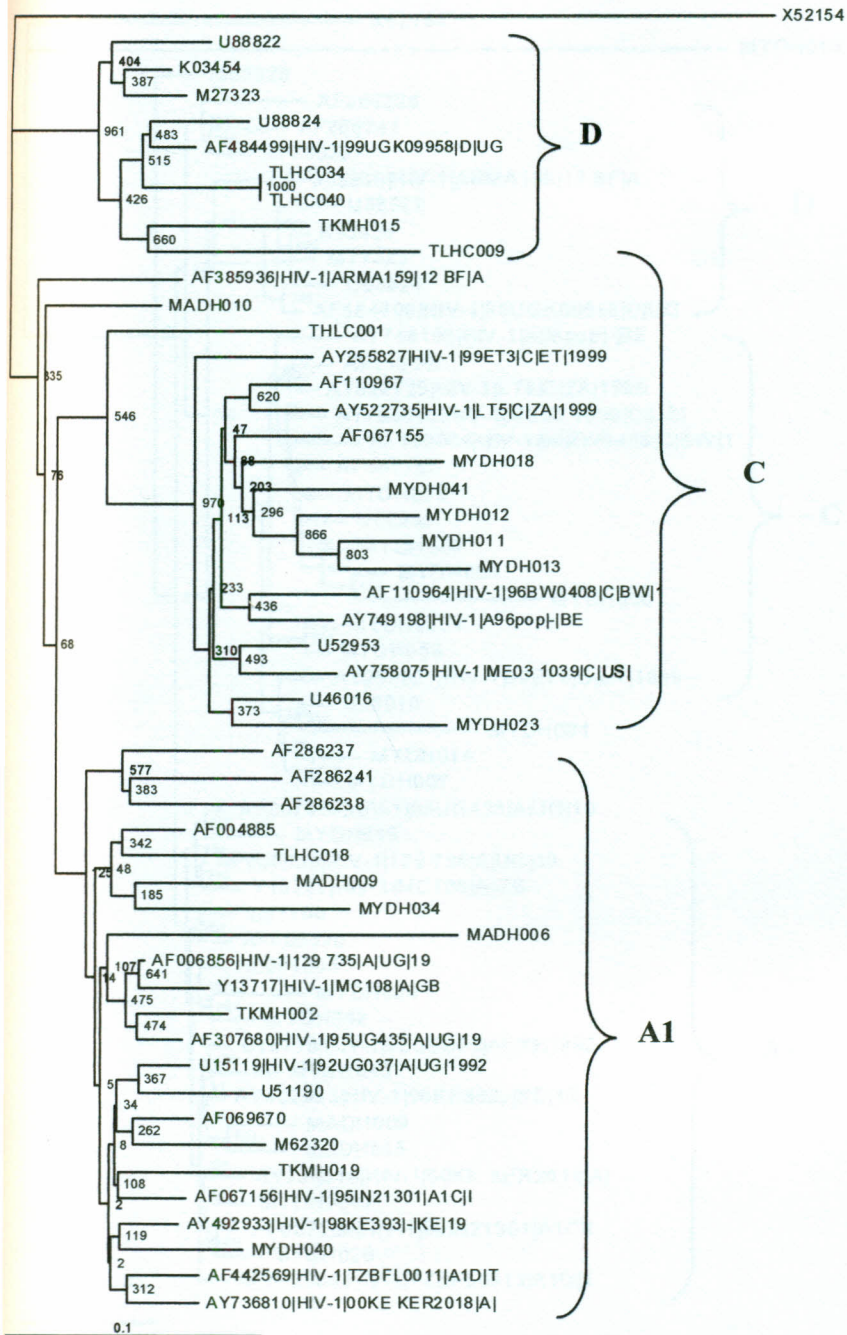 X52154
U88822
404
K03454
387
M27323
961
U88824
483
AF484499|HIV-1|99UGK09958|D|UG
515
TLHC034
1000
TLHC040
426
TKMH015
660
TLHC009
D
AF385936|HIV-1|ARMA159|12 BF|A
MADH010
THLC001
AY255827|HIV-1|99ET3|C|ET|1999
335
AF110967
620
AY522735|HIV-1|LT5|C|ZA|1999
546
47
AF067155
MYDH018
76
203
MYDH041
970
113
296
MYDH012
866
MYDH011
803
MYDH013
233
AF110964|HIV-1|96BW0408|C|BW|
436
AY749198|HIV-1|A96pop|-|BE
68
310
U52953
493
AY758075|HIV-1|ME03 1039|C|US|
U46016
373
MYDH023
C
AF286237
577
AF286241
383
AF286238
AF004885
342
TLHC018
25
48
MADH009
185
MYDH034
MADH006
107
AF006856|HIV-1|129 735|A|UG|19
641
14
Y13717|HIV-1|MC108|A|GB
475
TKMH002
474
AF307680|HIV-1|95UG435|A|UG|19
U15119|HIV-1|92UG037|A|UG|1992
5
367
U51190
34
AF069670
262
8
M62320
TKMH019
108
2
AF067156|HIV-1|95IN21301|A1C|I
AY492933|HIV-1|98KE393|-|KE|19
119
MYDH040
2
AF442569|HIV-1|TZBFL0011|A1D|T
312
AY736810|HIV-1|00KE KER2018|A|
A1
0.1